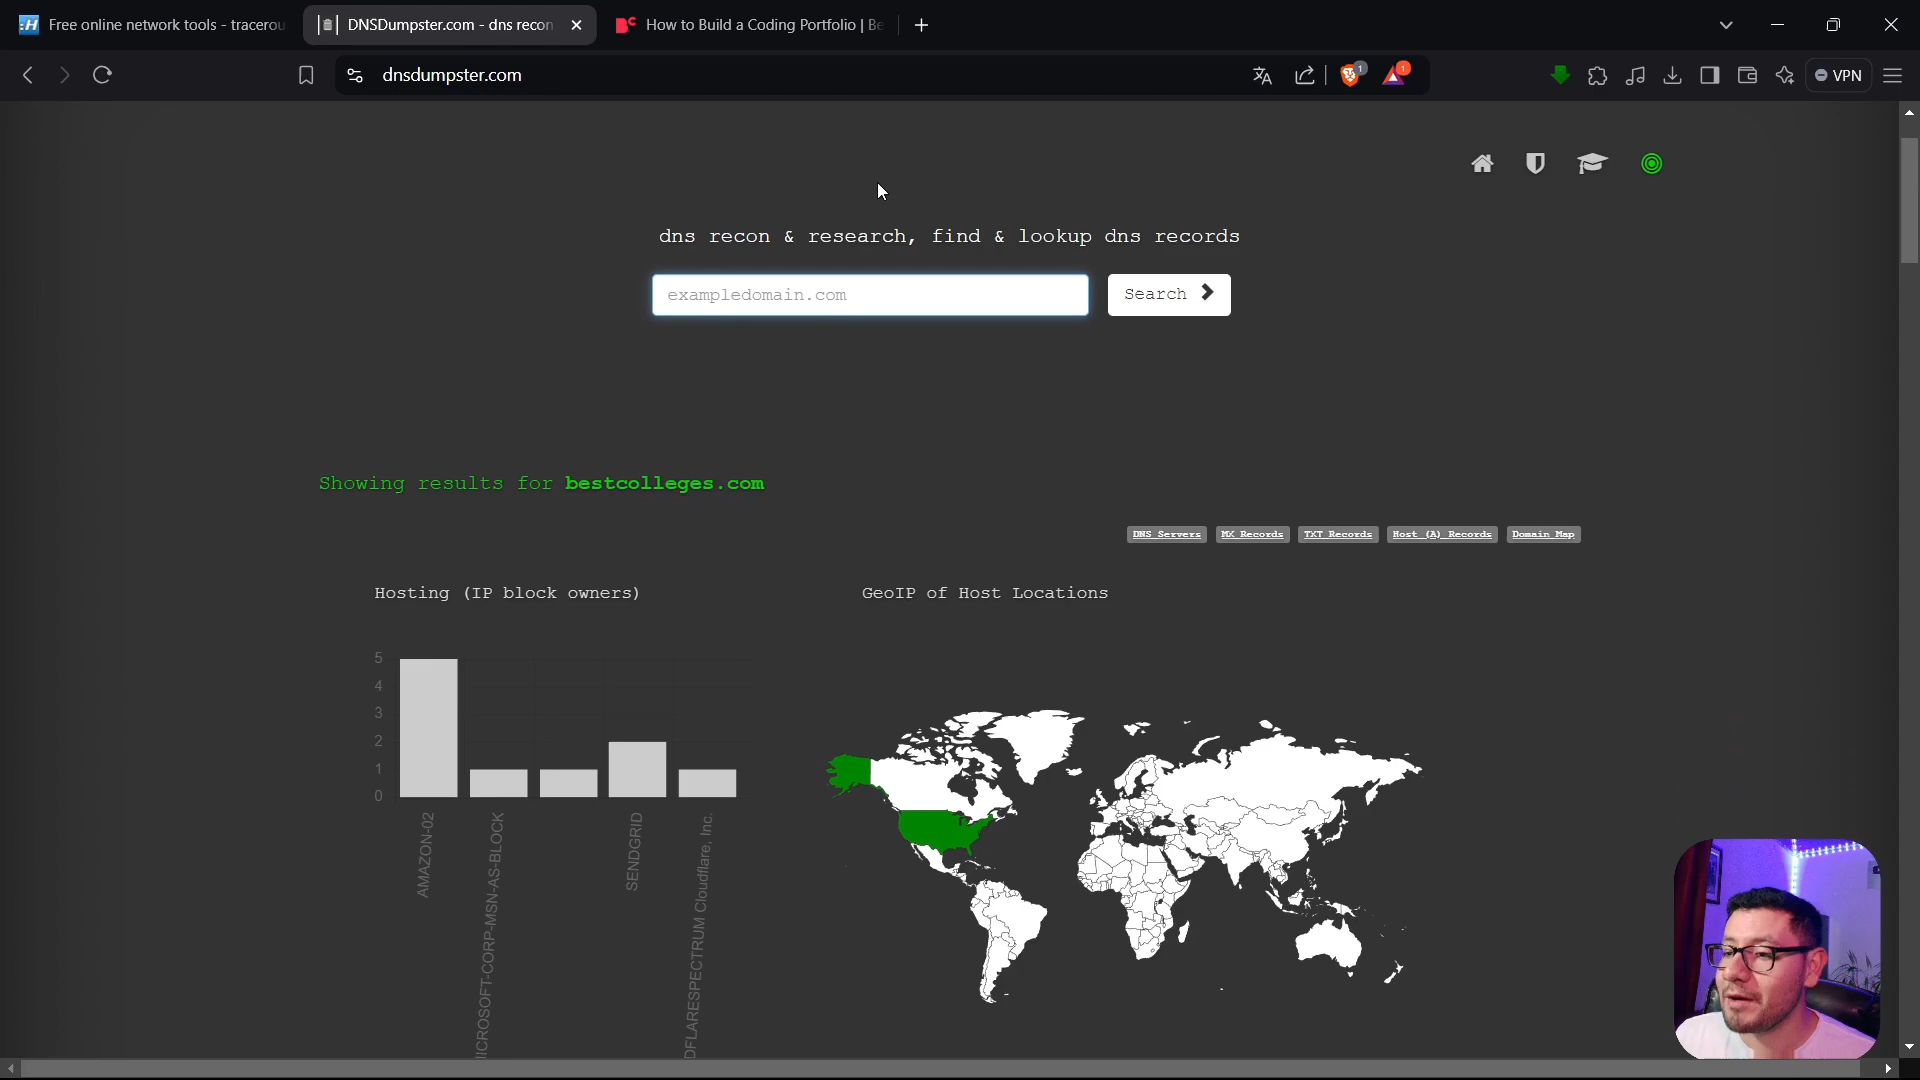 Free online network tools - tracerou
DNSDumpster.com - dns recon
How to Build a Coding Portfolio | Be
dnsdumpster.com
1
1
VPN
dns recon & research, find & lookup dns records
exampledomain.com
Search
Showing results for bestcolleges.com
DNS Servers
MX Records
TXT Records
Host (A) Records
Domain Map
Hosting (IP block owners)
GeoIP of Host Locations
5
4
3
2
1
0
AMAZON-02
MICROSOFT-CORP-MSN-AS-BLOCK
SENDGRID
DFLARESPECTRUM Cloudflare, Inc.